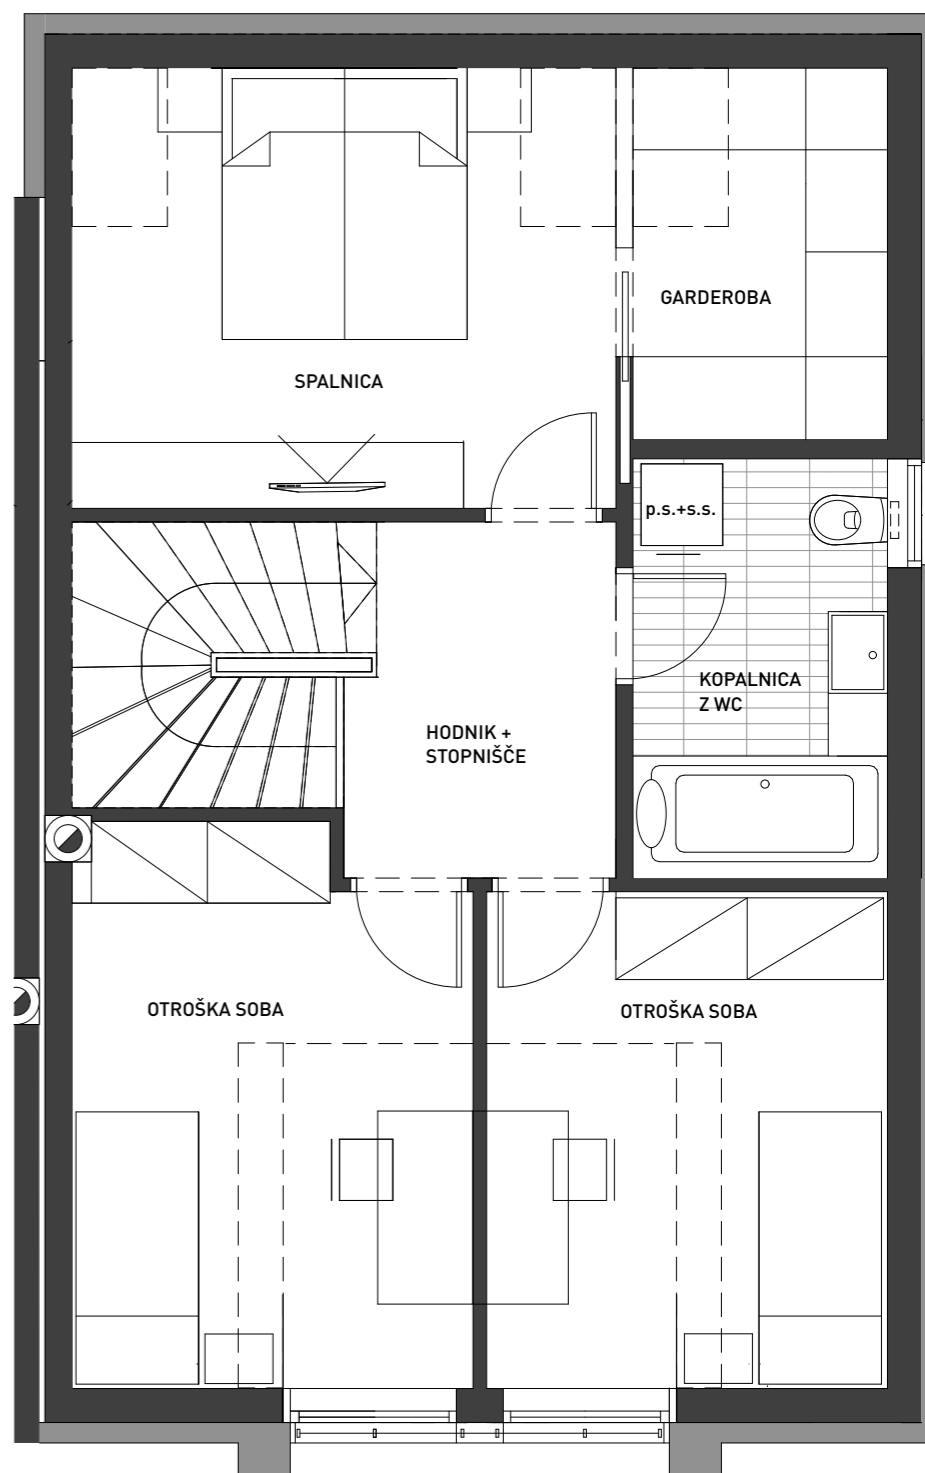 GARDEROBA
SPALNICA
p.s.+s.s.
KOPALNICA
Z WC
HODNIK +
STOPNIŠČE
OTROŠKA SOBA
OTROŠKA SOBA